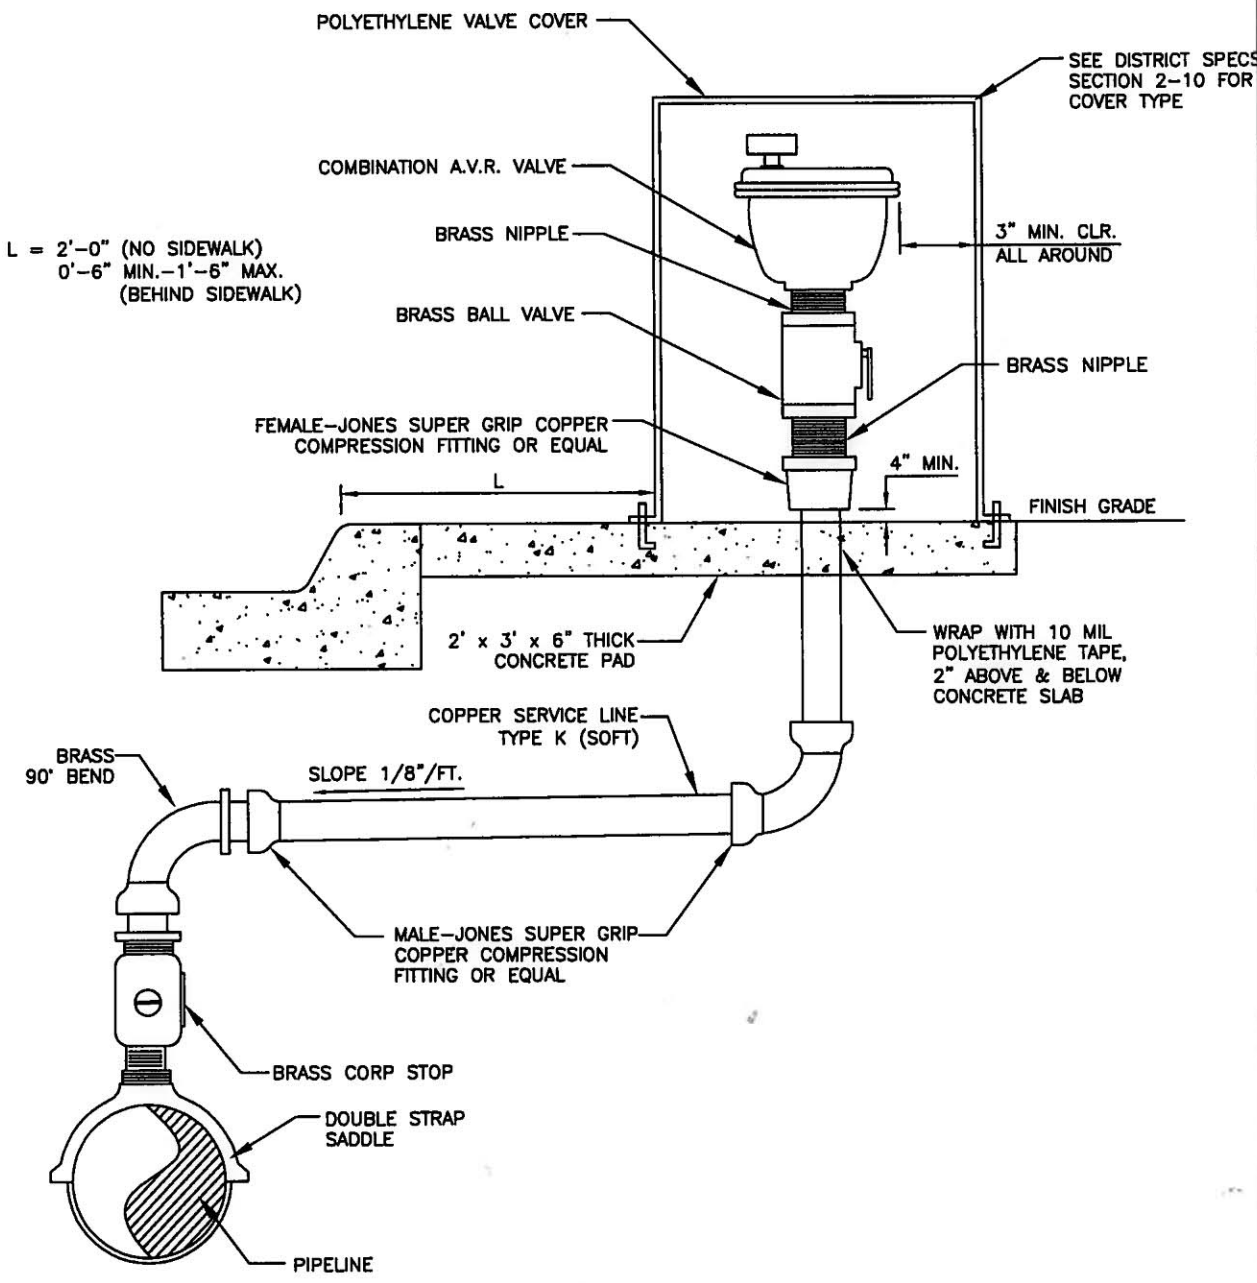 POLYETHYLENE VALVE COVER
SEE DISTRICT SPECS
SECTION 2-10 FOR
COVER TYPE
COMBINATION A.V.R. VALVE
L = 2'-0" (NO SIDEWALK)
0'-6" MIN.-1'-6" MAX.
(BEHIND SIDEWALK)
BRASS NIPPLE
3" MIN. CLR.
ALL AROUND
BRASS BALL VALVE
BRASS NIPPLE
FEMALE-JONES SUPER GRIP COPPER
COMPRESSION FITTING OR EQUAL
4" MIN.
L
FINISH GRADE
2' x 3' x 6" THICK
CONCRETE PAD
WRAP WITH 10 MIL
POLYETHYLENE TAPE,
2" ABOVE & BELOW
CONCRETE SLAB
COPPER SERVICE LINE
TYPE K (SOFT)
BRASS
90° BEND
SLOPE 1/8"/FT.
MALE-JONES SUPER GRIP
COPPER COMPRESSION
FITTING OR EQUAL
BRASS CORP STOP
DOUBLE STRAP
SADDLE
PIPELINE